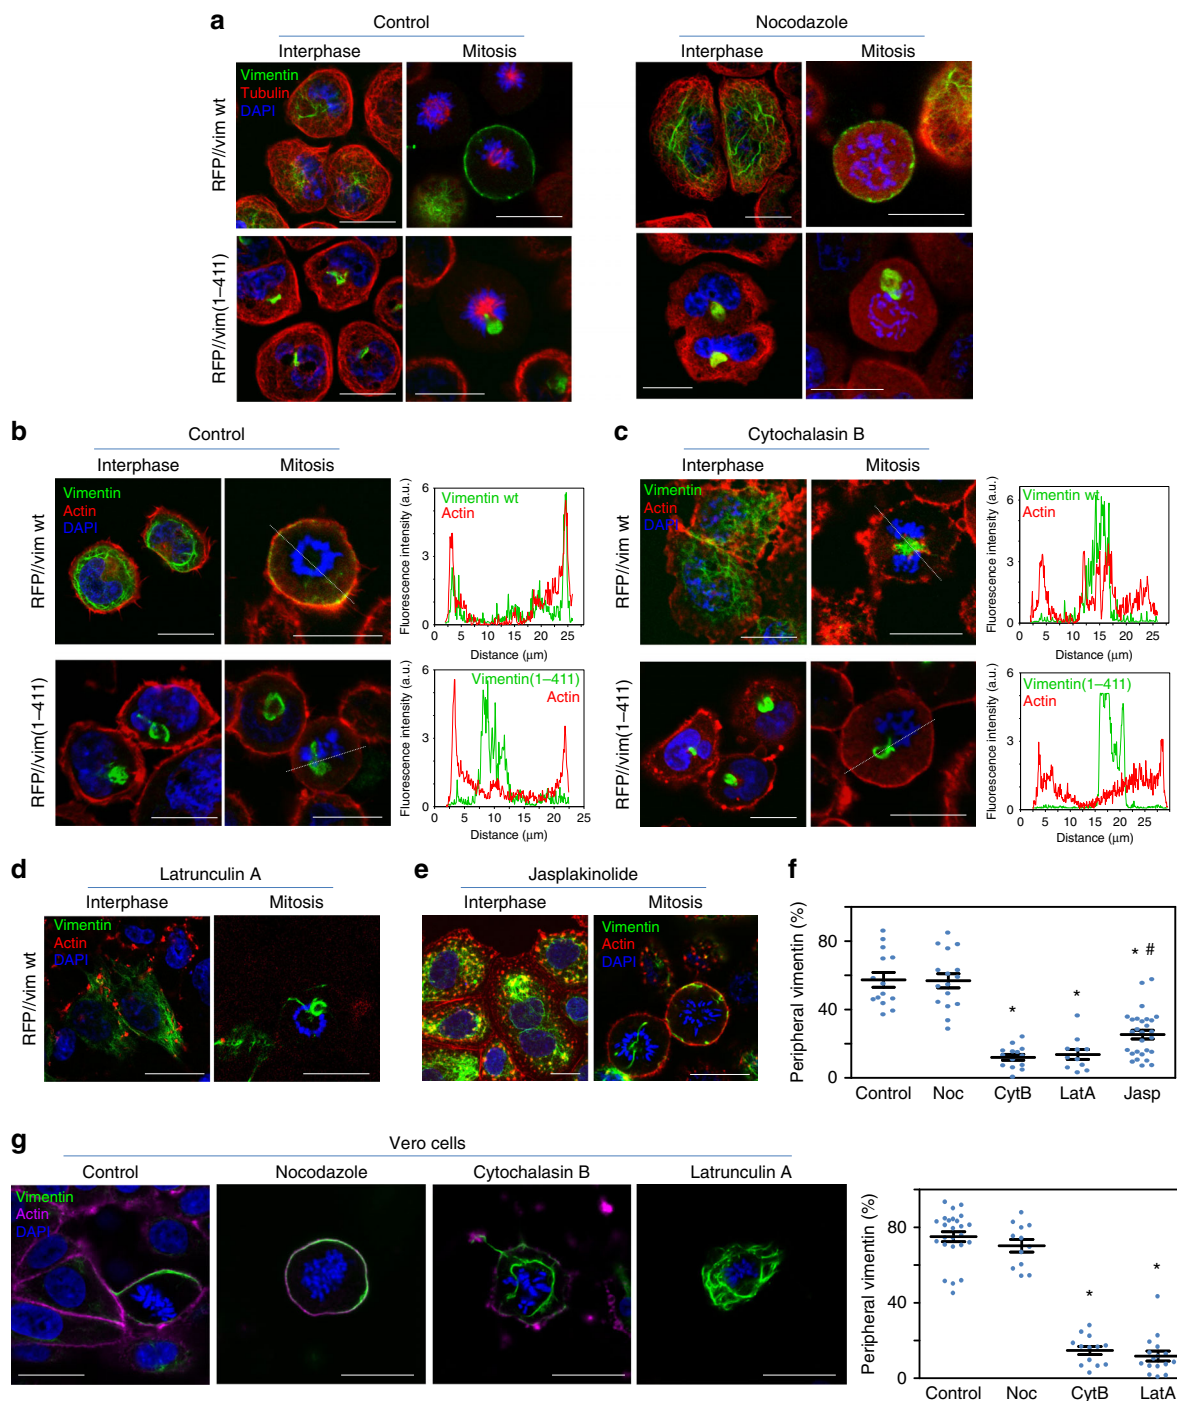 a
Control
Nocodazole
Interphase
Mitosis
Interphase
Mitosis
Vimentin
Tubulin
DAPI
RFP//vim wt
RFP//vim(1–411)
b
Control
Interphase
Mitosis
Vimentin
Actin
DAPI
RFP//vim wt
RFP//vim(1–411)
Fluorescence intensity (a.u.)
6
3
0
Vimentin wt
Actin
0 5 10 15 20 25
Distance (μm)
Fluorescence intensity (a.u.)
6
3
0
Vimentin(1–411)
Actin
0 5 10 15 20 25
Distance (μm)
c
Cytochalasin B
Interphase
Mitosis
Vimentin
Actin
DAPI
RFP//vim wt
RFP//vim(1–411)
Fluorescence intensity (a.u.)
6
3
0
Vimentin wt
Actin
0 5 10 15 20 25
Distance (μm)
Fluorescence intensity (a.u.)
6
3
0
Vimentin(1–411)
Actin
0 5 10 15 20 25
Distance (μm)
d
Latrunculin A
Interphase
Mitosis
Vimentin
Actin
DAPI
RFP//vim wt
e
Jasplakinolide
Interphase
Mitosis
Vimentin
Actin
DAPI
f
Peripheral vimentin (%)
80
40
0
* * * #
Control Noc CytB LatA Jasp
g
Vero cells
Control
Nocodazole
Cytochalasin B
Latrunculin A
Vimentin
Actin
DAPI
Peripheral vimentin (%)
80
40
0
* *
Control Noc CytB LatA